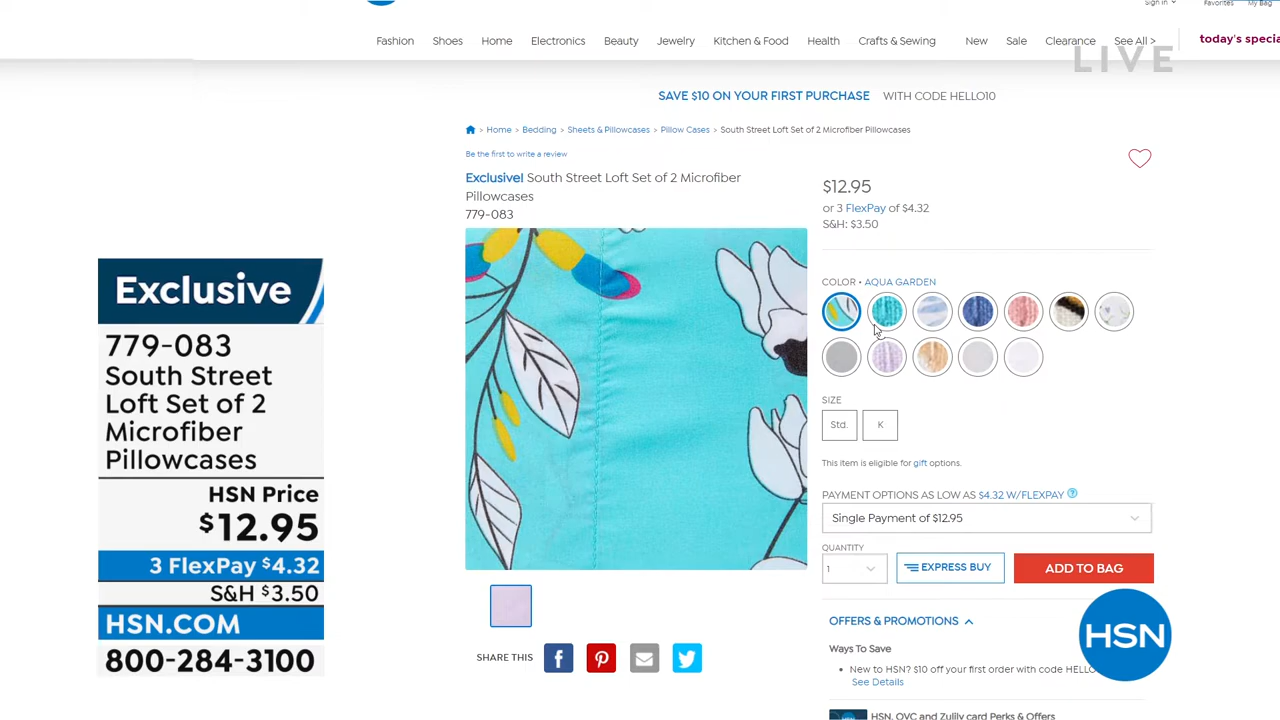 Sign in
Favorites
My Bag
Fashion
Shoes
Home
Electronics
Beauty
Jewelry
Kitchen & Food
Health
Crafts & Sewing
New
Sale
Clearance
See All >
today's specia
LIVE
SAVE $10 ON YOUR FIRST PURCHASE WITH CODE HELLO10
> Home > Bedding > Sheets & Pillowcases > Pillow Cases > South Street Loft Set of 2 Microfiber Pillowcases
Be the first to write a review
Exclusive! South Street Loft Set of 2 Microfiber
Pillowcases
779-083
$12.95
or 3 FlexPay of $4.32
S&H: $3.50
COLOR • AQUA GARDEN
SIZE
Std.
K
This item is eligible for gift options.
PAYMENT OPTIONS AS LOW AS $4.32 W/FLEXPAY ?
Single Payment of $12.95
QUANTITY
1
EXPRESS BUY
ADD TO BAG
OFFERS & PROMOTIONS
Ways To Save
• New to HSN? $10 off your first order with code HELLO
See Details
HSN, QVC and Zulily card Perks & Offers
SHARE THIS
Exclusive
779-083
South Street
Loft Set of 2
Microfiber
Pillowcases
HSN Price
$12.95
3 FlexPay $4.32
S&H $3.50
HSN.COM
800-284-3100
HSN